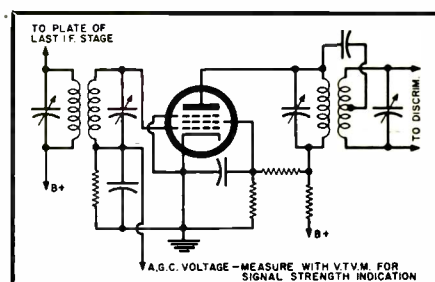 TO PLATE OF
LAST I.F. STAGE
B+
TO DISCRIM.
B+
A.G.C. VOLTAGE – MEASURE WITH V.T.V.M. FOR
SIGNAL STRENGTH INDICATION